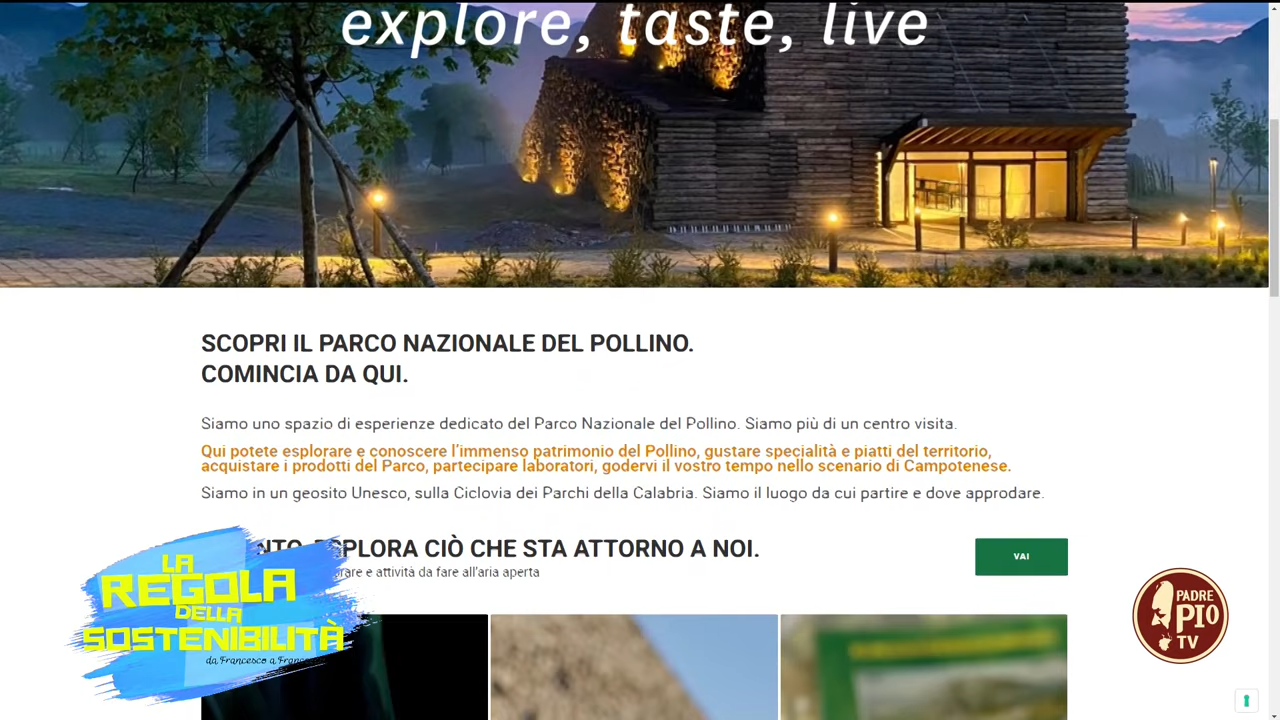 explore, taste, live
SCOPRI IL PARCO NAZIONALE DEL POLLINO.
COMINCIA DA QUI.
Siamo uno spazio di esperienze dedicato del Parco Nazionale del Pollino. Siamo più di un centro visita.
Qui potete esplorare e conoscere l'immenso patrimonio del Pollino, gustare specialità e piatti del territorio,
acquistare i prodotti del Parco, partecipare laboratori, godervi il vostro tempo nello scenario di Campotenese.
Siamo in un geosito Unesco, sulla Ciclovia dei Parchi della Calabria. Siamo il luogo da cui partire e dove approdare.
ESPLORA CIÒ CHE STA ATTORNO A NOI.
e attività da fare all'aria aperta
VAI
LA
REGOLA
DELLA
SOSTENIBILITÀ
da Francesco a Francesco
PADRE
PIO
TV